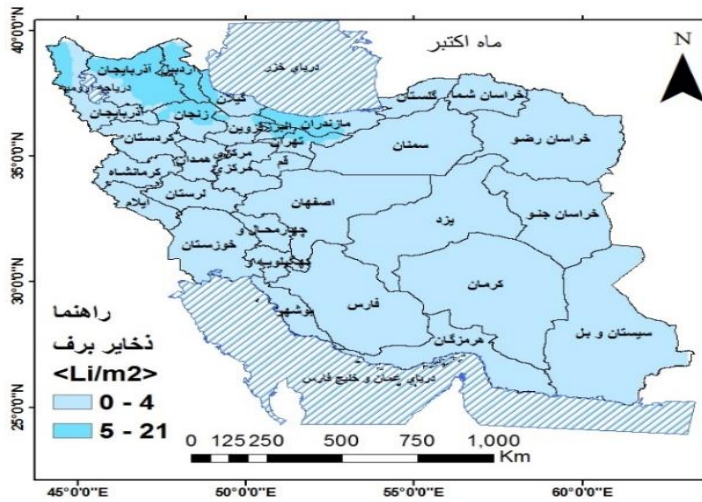 ماه اکتبر
N
40°0'0"N
35°0'0"N
30°0'0"N
25°0'0"N
45°0'0"E
50°0'0"E
55°0'0"E
60°0'0"E
دریای خزر
آذربایجان
اردبیل
دریاچه ارومیه
گیلان
آذربایجان
زنجان
قزوین
البرز
مازندران
تهران
گلستان
خراسان شما
خراسان رضو
سمنان
کردستان
همدان
مرکزی
مرکزی
قم
کرمانشاه
لرستان
ایلام
اصفهان
یزد
خراسان جنو
چهارمحال و
خوزستان
کهگیلویه و
فارس
کرمان
بوشهر
هرمزگان
سیستان و بل
دریای عمان و خلیج فارس
راهنما
ذخایر برف
<Li/m2>
0 - 4
5 - 21
0 125 250 500 750 1,000
Km